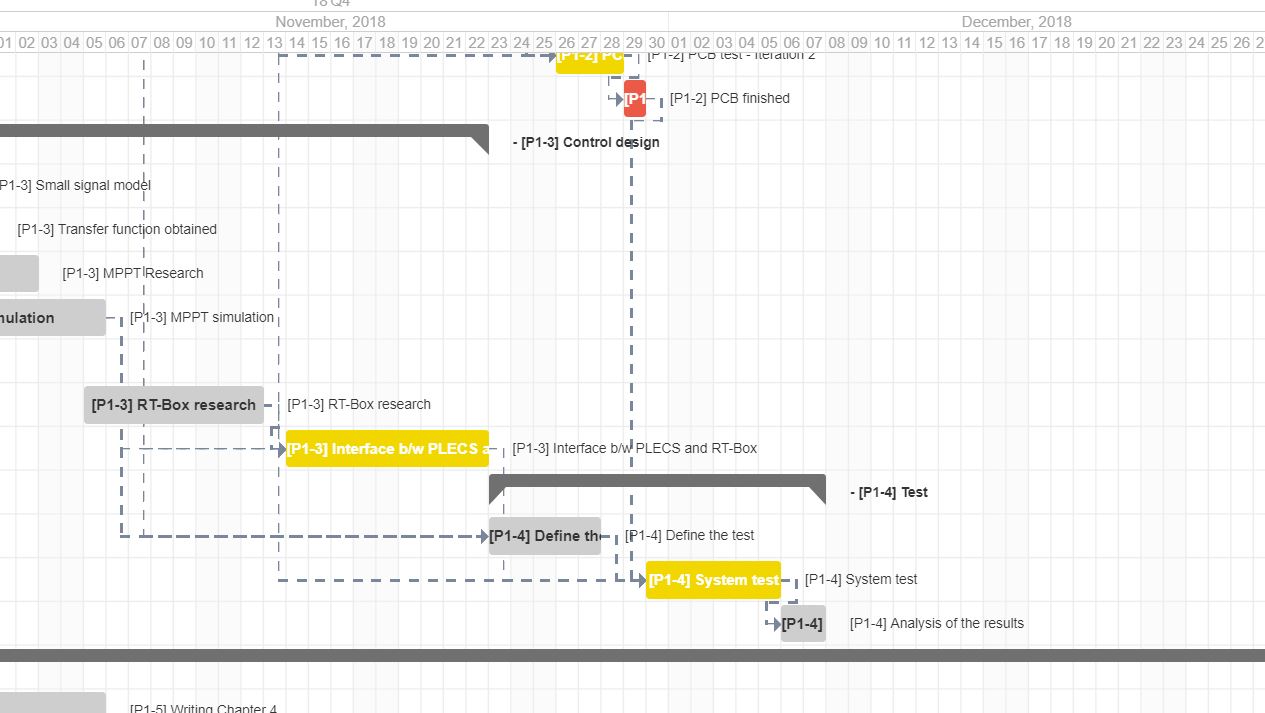 18 Q4
November, 2018 December, 2018
01 02 03 04 05 06 07 08 09 10 11 12 13 14 15 16 17 18 19 20 21 22 23 24 25 26 27 28 29 30 01 02 03 04 05 06 07 08 09 10 11 12 13 14 15 16 17 18 19 20 21 22 23 24 25 26 2
[P1-2] PC [P1-2] PCB test - Iteration 2
[P1 [P1-2] PCB finished
- [P1-3] Control design
P1-3] Small signal model
[P1-3] Transfer function obtained
[P1-3] MPPT Research
nulation [P1-3] MPPT simulation
[P1-3] RT-Box research [P1-3] RT-Box research
[P1-3] Interface b/w PLECS a [P1-3] Interface b/w PLECS and RT-Box
- [P1-4] Test
[P1-4] Define the [P1-4] Define the test
[P1-4] System test [P1-4] System test
[P1-4] [P1-4] Analysis of the results
[P1-5] Writing Chapter 4